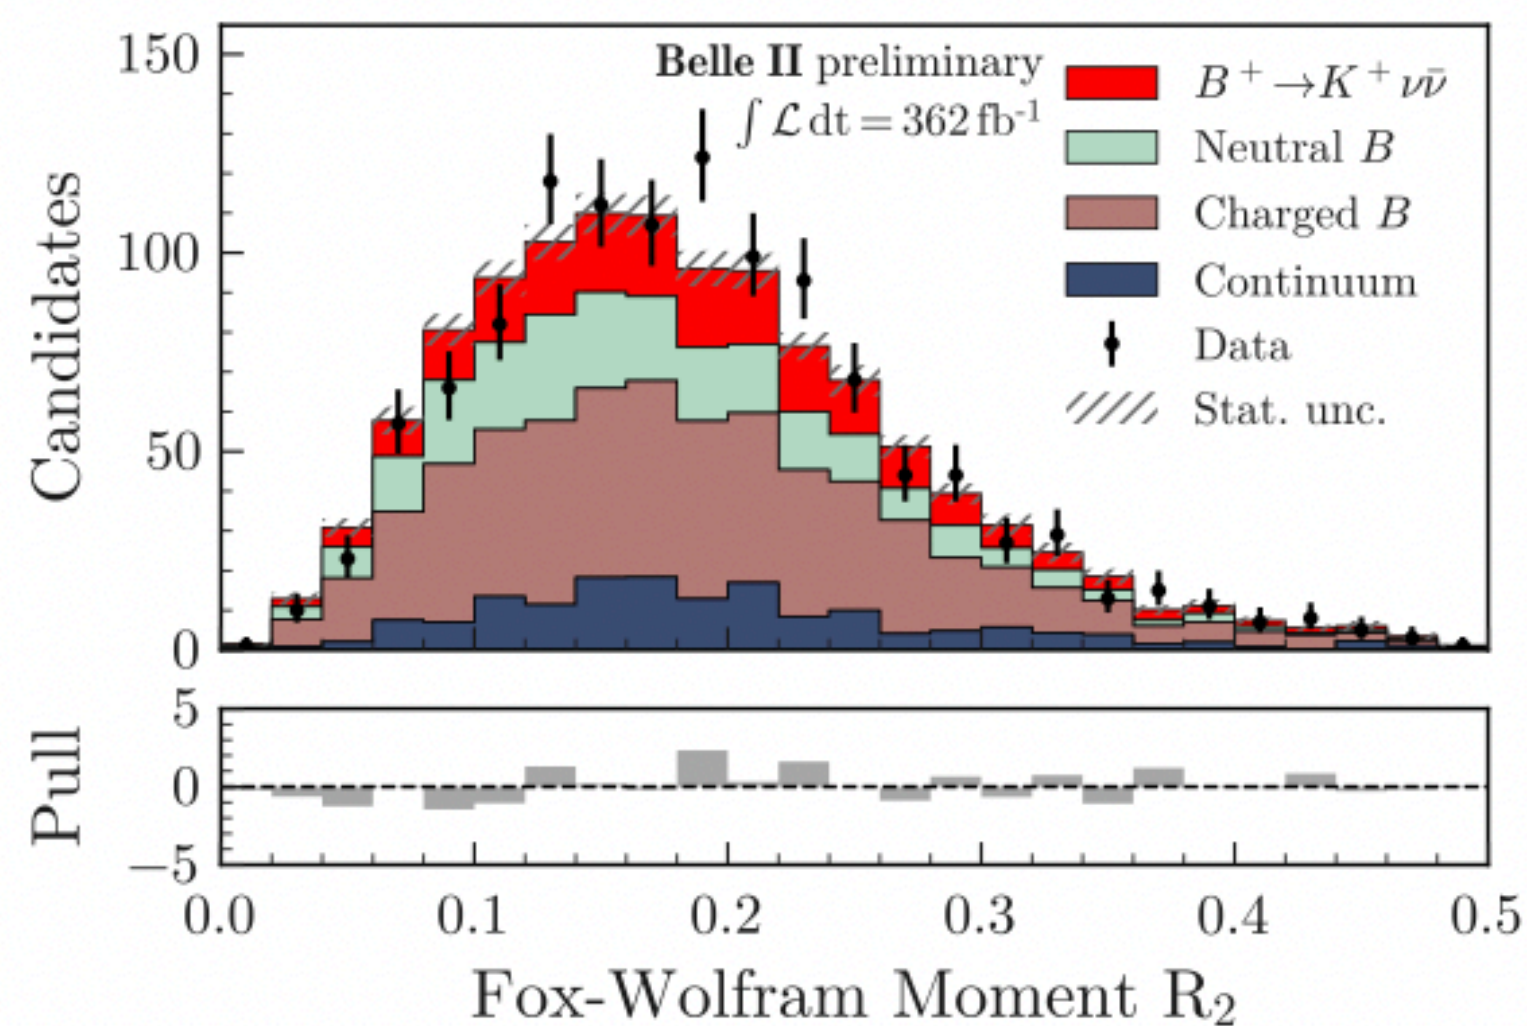 150
100
50
0
Candidates
Belle II preliminary
∫ ℒ dt = 362 fb⁻¹
B⁺ → K⁺ νν̄
Neutral B
Charged B
Continuum
Data
Stat. unc.
5
0
−5
Pull
0.0 0.1 0.2 0.3 0.4 0.5
Fox-Wolfram Moment R₂